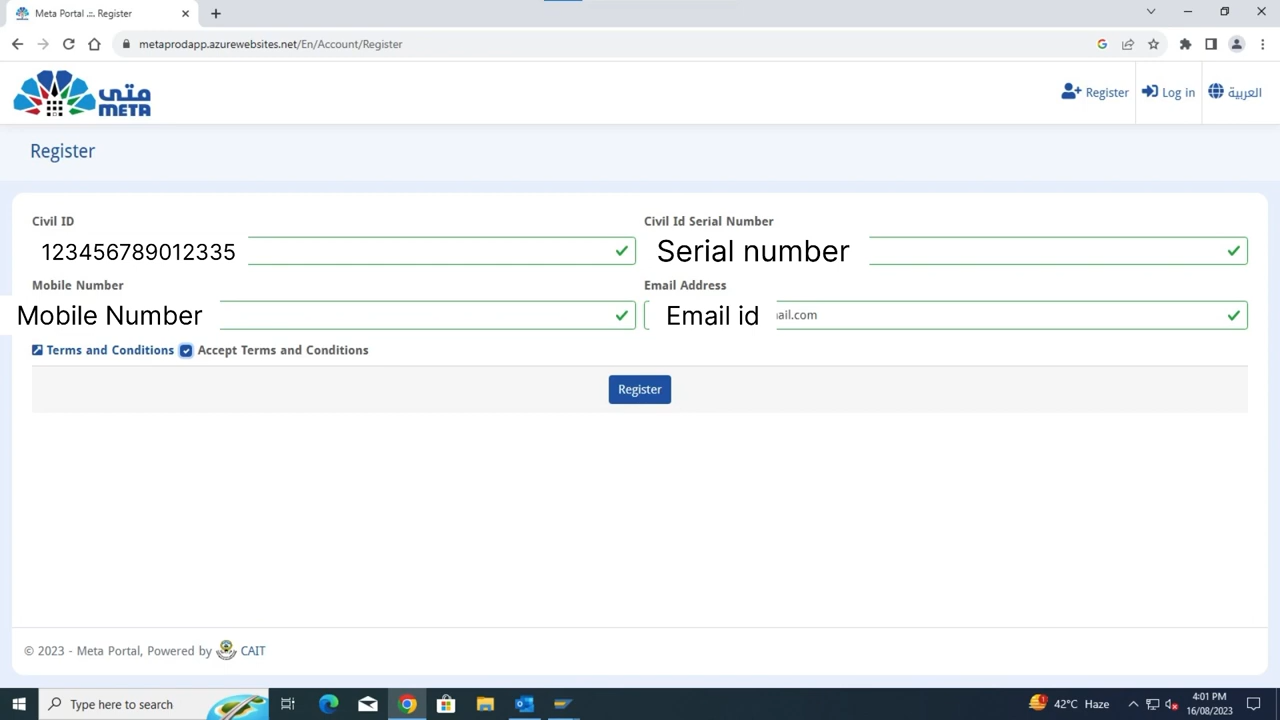 Meta Portal .::. Register
metaprodapp.azurewebsites.net/En/Account/Register
متى
META
Register
Log in
العربية
Register
Civil ID
Civil Id Serial Number
123456789012335
Serial number
Mobile Number
Email Address
Mobile Number
Email id
ail.com
Terms and Conditions
Accept Terms and Conditions
Register
© 2023 - Meta Portal, Powered by CAIT
Type here to search
42°C Haze
4:01 PM
16/08/2023